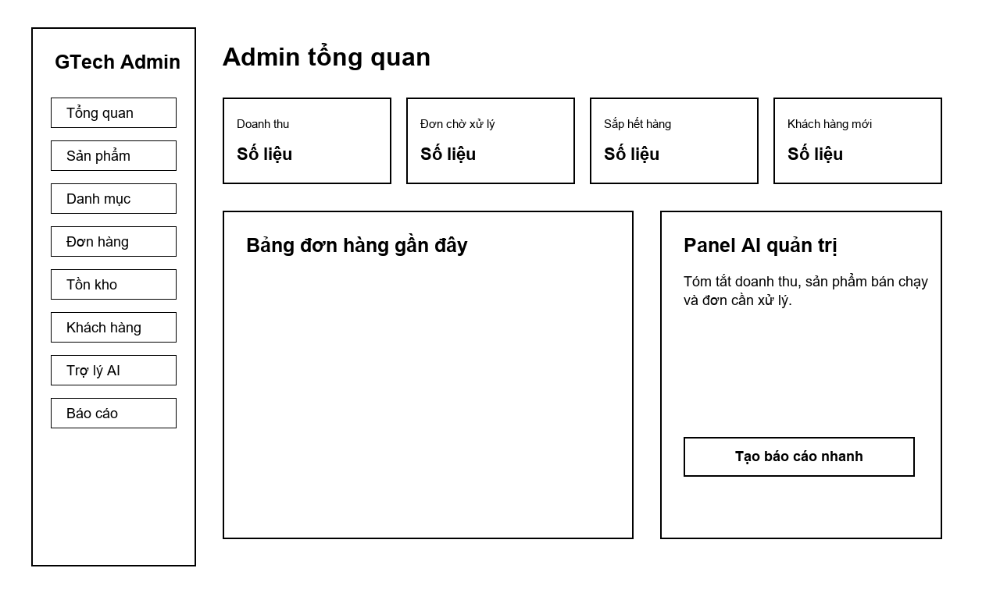 GTech Admin
Tổng quan
Sản phẩm
Danh mục
Đơn hàng
Tồn kho
Khách hàng
Trợ lý AI
Báo cáo
Admin tổng quan
Doanh thu
Số liệu
Đơn chờ xử lý
Số liệu
Sắp hết hàng
Số liệu
Khách hàng mới
Số liệu
Bảng đơn hàng gần đây
Panel AI quản trị
Tóm tắt doanh thu, sản phẩm bán chạy
và đơn cần xử lý.
Tạo báo cáo nhanh